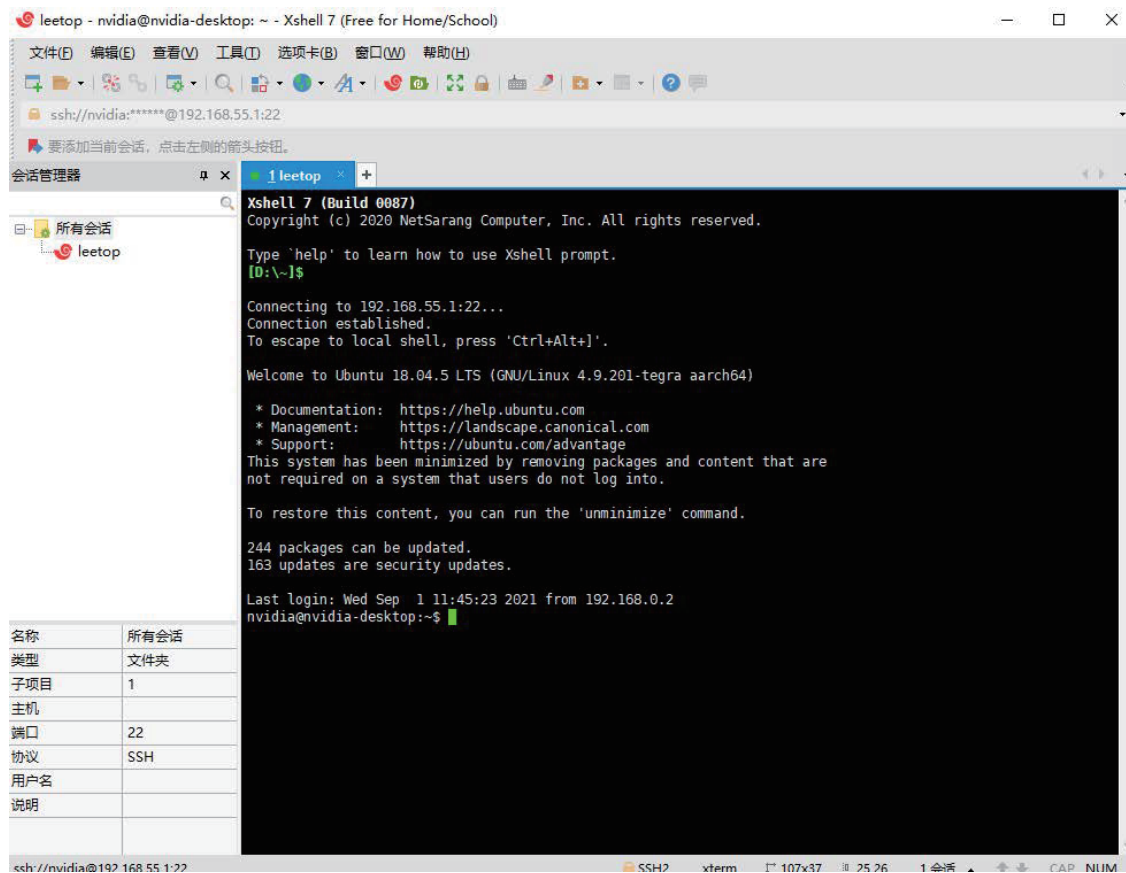 leetop - nvidia@nvidia-desktop: ~ - Xshell 7 (Free for Home/School)
文件(F) 编辑(E) 查看(V) 工具(T) 选项卡(B) 窗口(W) 帮助(H)
ssh://nvidia:******@192.168.55.1:22
要添加当前会话，点击左侧的箭头按钮。
会话管理器
1 leetop
所有会话
leetop
Xshell 7 (Build 0087)
Copyright (c) 2020 NetSarang Computer, Inc. All rights reserved.
Type `help' to learn how to use Xshell prompt.
[D:\~]$
Connecting to 192.168.55.1:22...
Connection established.
To escape to local shell, press 'Ctrl+Alt+]'.
Welcome to Ubuntu 18.04.5 LTS (GNU/Linux 4.9.201-tegra aarch64)
* Documentation: https://help.ubuntu.com
* Management: https://landscape.canonical.com
* Support: https://ubuntu.com/advantage
This system has been minimized by removing packages and content that are
not required on a system that users do not log into.
To restore this content, you can run the 'unminimize' command.
244 packages can be updated.
163 updates are security updates.
Last login: Wed Sep 1 11:45:23 2021 from 192.168.0.2
nvidia@nvidia-desktop:~$
名称 所有会话
类型 文件夹
子项目 1
主机
端口 22
协议 SSH
用户名
说明
ssh://nvidia@192.168.55.1:22 SSH2 xterm 107x37 25,26 1 会话 CAP NUM